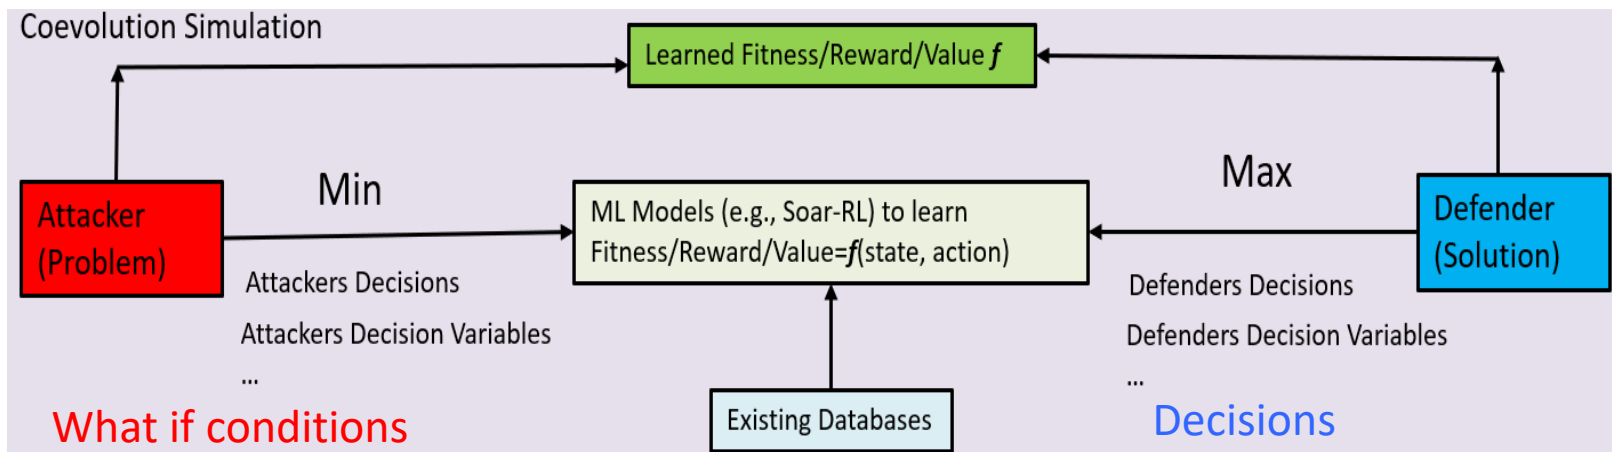 Coevolution Simulation
Learned Fitness/Reward/Value f
Min
Max
Attacker
(Problem)
ML Models (e.g., Soar-RL) to learn
Fitness/Reward/Value=f(state, action)
Defender
(Solution)
Attackers Decisions
Attackers Decision Variables
...
Defenders Decisions
Defenders Decision Variables
...
What if conditions
Existing Databases
Decisions